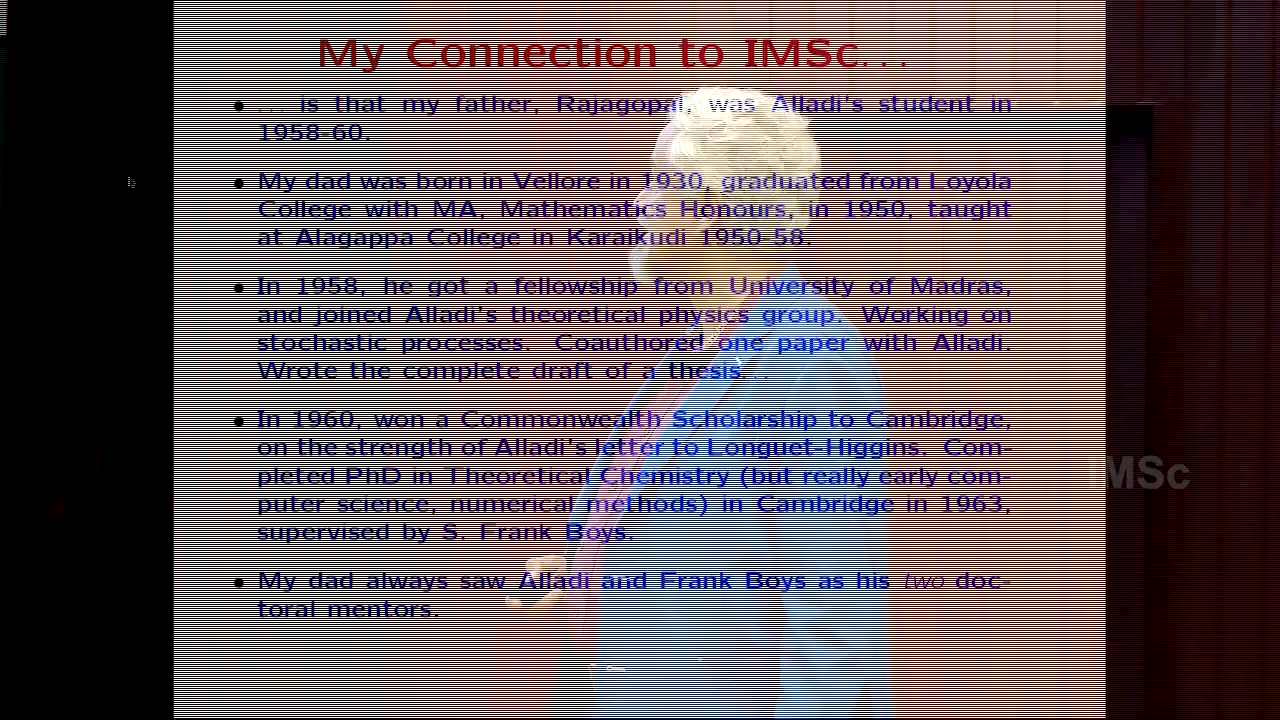 My Connection to IMSc...
• ... is that my father, Rajagopal, was Alladi's student in
1958-60.
• My dad was born in Vellore in 1930, graduated from Loyola
College with MA, Mathematics Honours, in 1950, taught
at Alagappa College in Karaikudi 1950-58.
• In 1958, he got a fellowship from University of Madras,
and joined Alladi's theoretical physics group. Working on
stochastic processes. Coauthored one paper with Alladi.
Wrote the complete draft of a thesis...
• In 1960, won a Commonwealth Scholarship to Cambridge,
on the strength of Alladi's letter to Longuet-Higgins. Com-
pleted PhD in Theoretical Chemistry (but really early com-
puter science, numerical methods) in Cambridge in 1963,
supervised by S. Frank Boys.
• My dad always saw Alladi and Frank Boys as his two doc-
toral mentors.
MSc